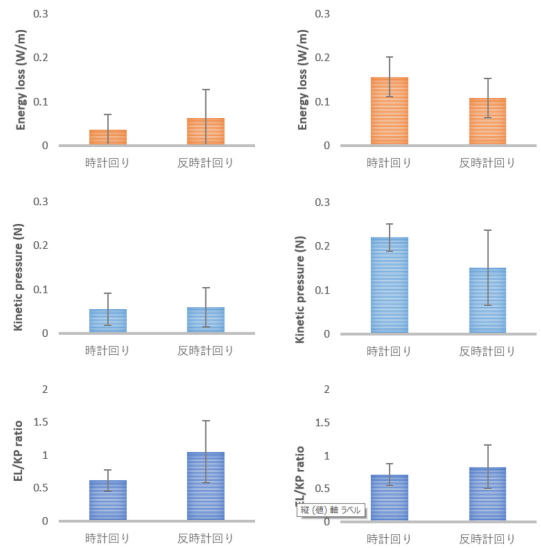 Energy loss (W/m)
0.3
0.2
0.1
0
時計回り 反時計回り
Energy loss (W/m)
0.3
0.2
0.1
0
時計回り 反時計回り
Kinetic pressure (N)
0.3
0.2
0.1
0
時計回り 反時計回り
Kinetic pressure (N)
0.3
0.2
0.1
0
時計回り 反時計回り
EL/KP ratio
2
1.5
1
0.5
0
時計回り 反時計回り
EL/KP ratio
2
1.5
1
0.5
0
縦 (値) 軸 ラベル
時計回り 反時計回り